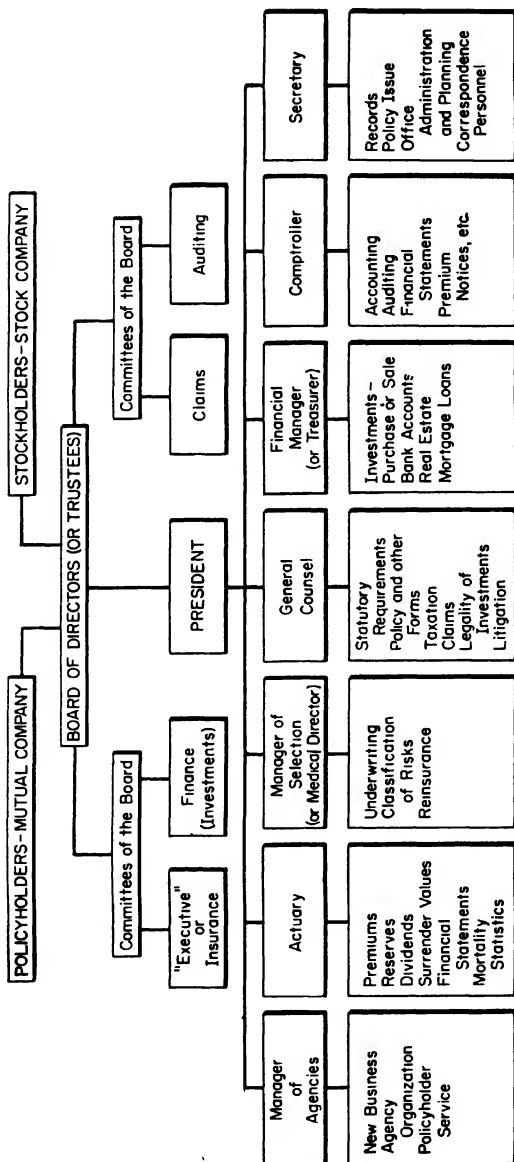 POLICYHOLDERS–MUTUAL COMPANY
STOCKHOLDERS–STOCK COMPANY
BOARD OF DIRECTORS (OR TRUSTEES)
Committees of the Board
Committees of the Board
"Executive"
or
Insurance
Finance
(Investments)
PRESIDENT
Claims
Auditing
Manager
of
Agencies
Actuary
Manager of
Selection
(or Medical Director)
General
Counsel
Financial
Manager
(or Treasurer)
Comptroller
Secretary
New Business
Agency
Organization
Policyholder
Service
Premiums
Reserves
Dividends
Surrender Values
Financial
Statements
Mortality
Statistics
Underwriting
Classification
of Risks
Reinsurance
Statutory
Requirements
Policy and other
Forms
Taxation
Claims
Legality of
Investments
Litigation
Investments –
Purchase or Sale
Bank Accounts
Real Estate
Mortgage Loans
Accounting
Auditing
Financial
Statements
Premium
Notices, etc.
Records
Policy Issue
Office
Administration
and Planning
Correspondence
Personnel